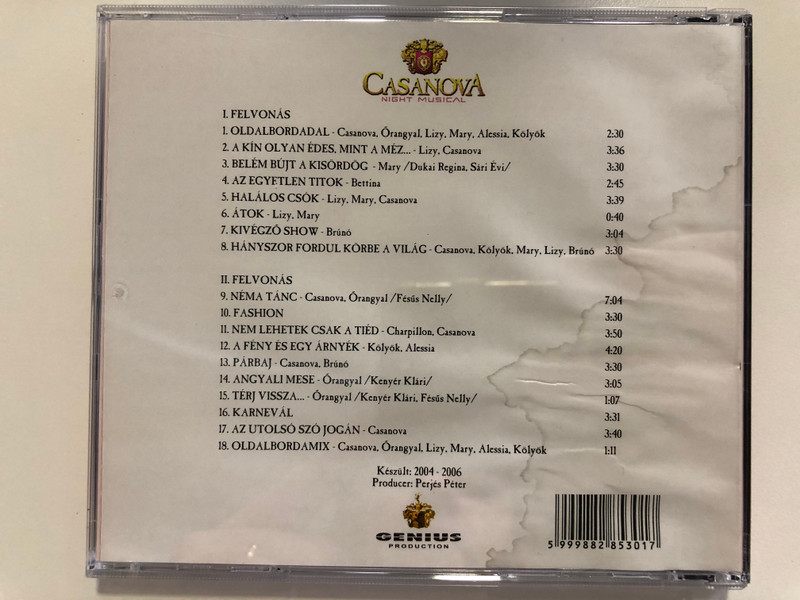 CASANOVA
NIGHT MUSICAL
I. FELVONÁS
1. OLDALBORDADAL - Casanova, Őrangyal, Lizy, Mary, Alessia, Kölyök 2:30
2. A KÍN OLYAN ÉDES, MINT A MÉZ... - Lizy, Casanova 3:36
3. BELÉM BÚJT A KISÖRDÖG - Mary /Dukai Regina, Sári Évi/ 3:30
4. AZ EGYETLEN TITOK - Bettina 2:45
5. HALÁLOS CSÓK - Lizy, Mary, Casanova 3:39
6. ÁTOK - Lizy, Mary 0:40
7. KIVÉGZŐ SHOW - Brúnó 3:04
8. HÁNYSZOR FORDUL KÖRBE A VILÁG - Casanova, Kölyök, Mary, Lizy, Brúnó 3:30
II. FELVONÁS
9. NÉMA TÁNC - Casanova, Őrangyal /Fésűs Nelly/ 7:04
10. FASHION 3:30
11. NEM LEHETEK CSAK A TIÉD - Charpillon, Casanova 3:50
12. A FÉNY ÉS EGY ÁRNYÉK - Kölyök, Alessia 4:20
13. PÁRBAJ - Casanova, Brúnó 3:30
14. ANGYALI MESE - Őrangyal /Kenyér Klári/ 3:05
15. TÉRJ VISSZA... - Őrangyal /Kenyér Klári, Fésűs Nelly/ 1:07
16. KARNEVÁL 3:31
17. AZ UTOLSÓ SZÓ JOGÁN - Casanova 3:40
18. OLDALBORDAMIX - Casanova, Őrangyal, Lizy, Mary, Alessia, Kölyök 1:11
Készült: 2004 - 2006
Producer: Perjés Péter
GENIUS
PRODUCTION
5 999882 853017